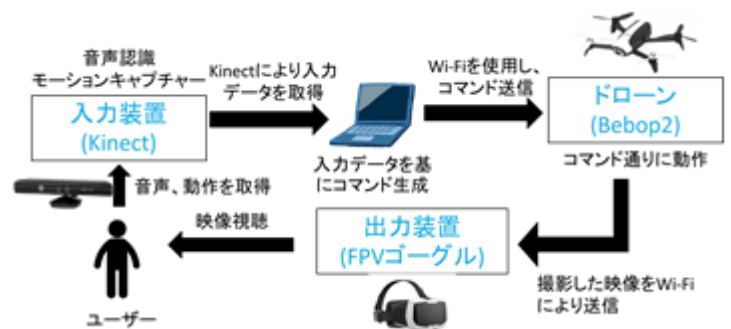 音声認識
モーションキャプチャー
入力装置
(Kinect)
Kinectにより入力
データを取得
Wi-Fiを使用し、
コマンド送信
ドローン
(Bebop2)
コマンド通りに動作
入力データを基
にコマンド生成
音声、動作を取得
出力装置
(FPVゴーグル)
映像視聴
撮影した映像をWi-Fi
により送信
ユーザー